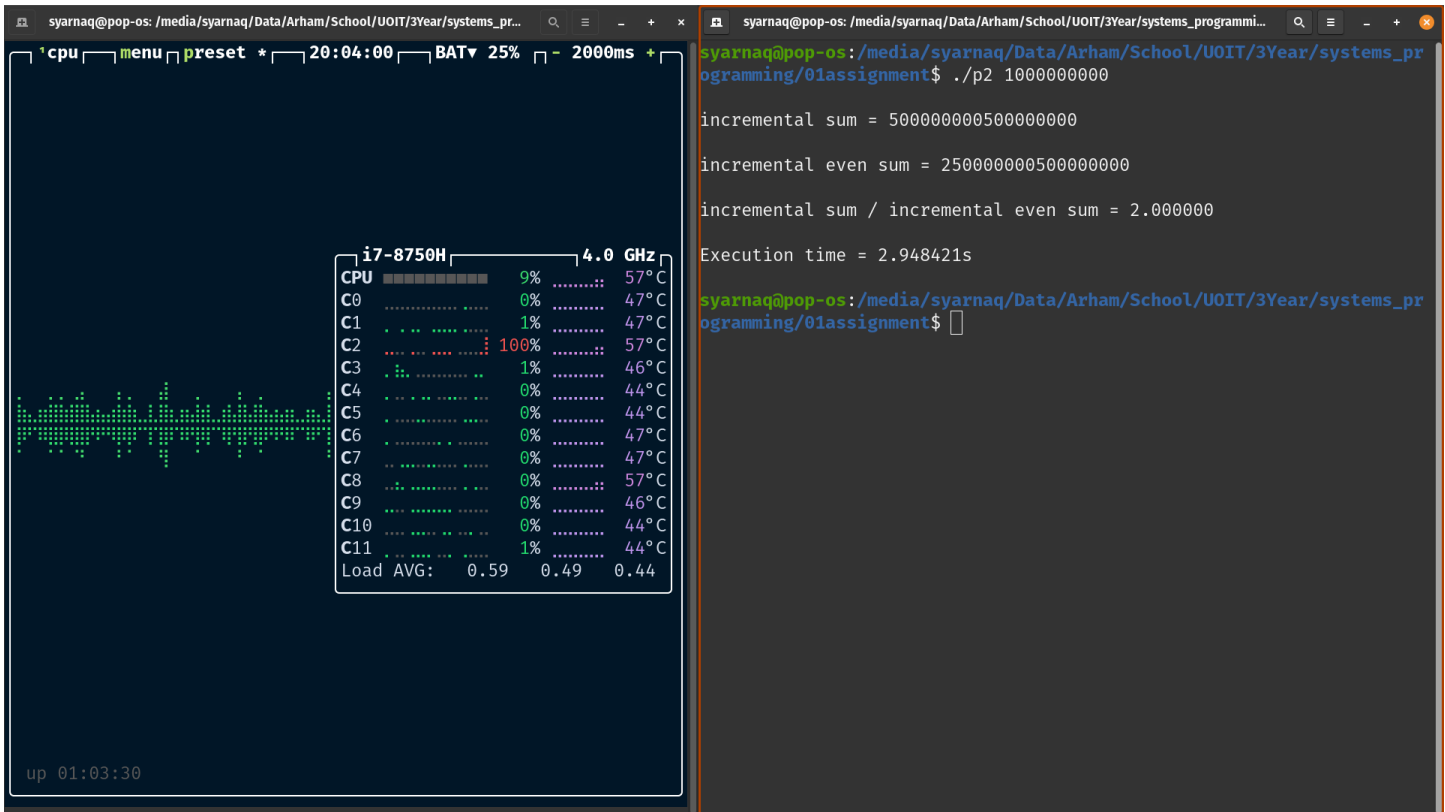 syarnaq@pop-os: /media/syarnaq/Data/Arham/School/UOIT/3Year/systems_pr...
¹cpu menu preset * 20:04:00 BAT▼ 25% - 2000ms +
i7-8750H 4.0 GHz
CPU 9% 57°C
C0 0% 47°C
C1 1% 47°C
C2 100% 57°C
C3 1% 46°C
C4 0% 44°C
C5 0% 44°C
C6 0% 47°C
C7 0% 47°C
C8 0% 57°C
C9 0% 46°C
C10 0% 44°C
C11 1% 44°C
Load AVG: 0.59 0.49 0.44
up 01:03:30
syarnaq@pop-os: /media/syarnaq/Data/Arham/School/UOIT/3Year/systems_programmi...
syarnaq@pop-os:/media/syarnaq/Data/Arham/School/UOIT/3Year/systems_pr
ogramming/01assignment$ ./p2 1000000000
incremental sum = 500000000500000000
incremental even sum = 250000000500000000
incremental sum / incremental even sum = 2.000000
Execution time = 2.948421s
syarnaq@pop-os:/media/syarnaq/Data/Arham/School/UOIT/3Year/systems_pr
ogramming/01assignment$